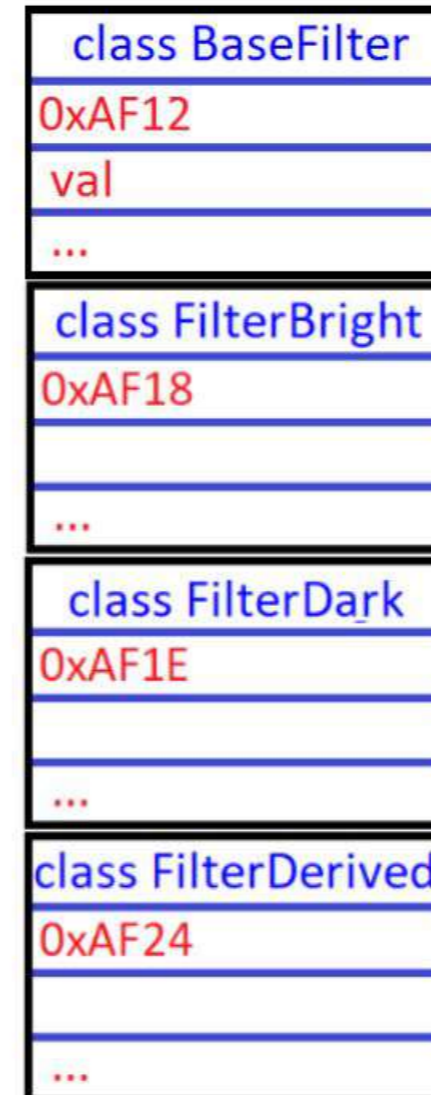 class BaseFilter
0xAF12
val
...
class FilterBright
0xAF18
...
class FilterDark
0xAF1E
...
class FilterDerived
0xAF24
...